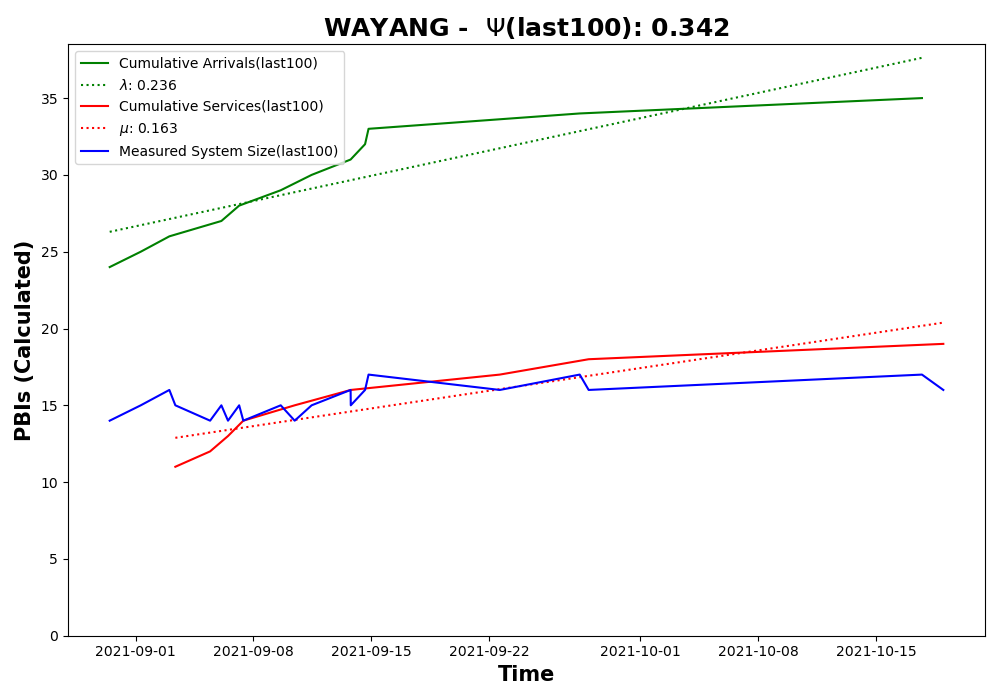 WAYANG -  Ψ(last100): 0.342
Cumulative Arrivals(last100)
λ: 0.236
Cumulative Services(last100)
μ: 0.163
Measured System Size(last100)
PBIs (Calculated)
35
30
25
20
15
10
5
0
2021-09-01 2021-09-08 2021-09-15 2021-09-22 2021-10-01 2021-10-08 2021-10-15
Time